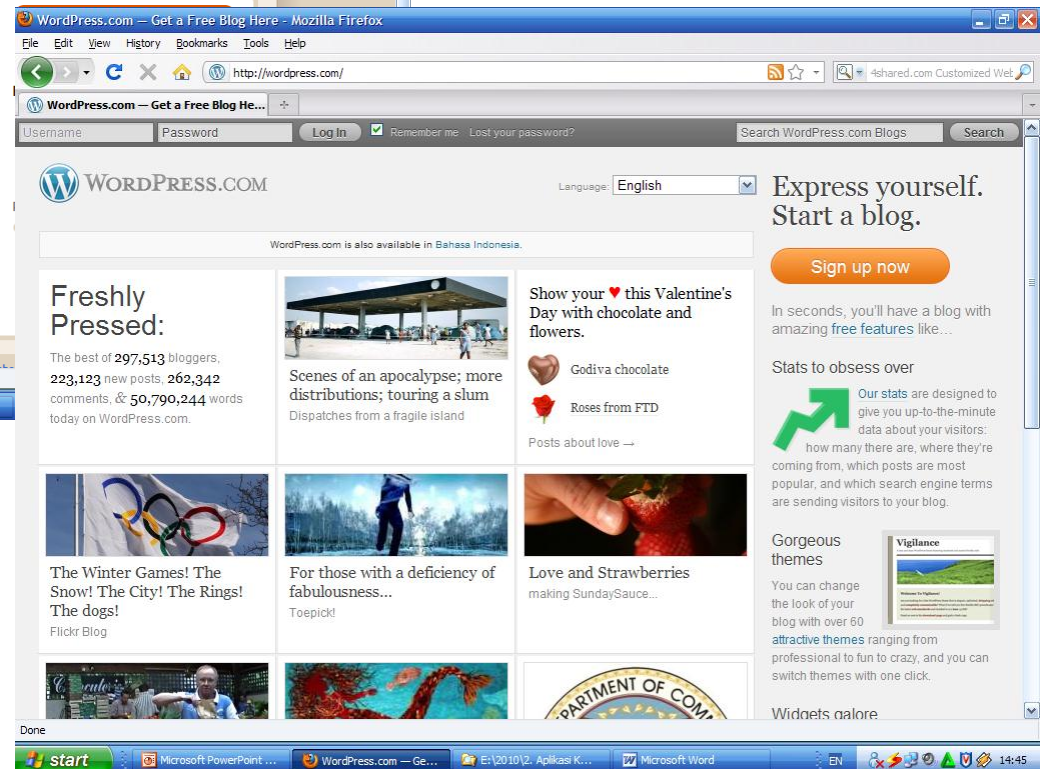 WordPress.com — Get a Free Blog Here - Mozilla Firefox
File Edit View History Bookmarks Tools Help
http://wordpress.com/
4shared.com Customized Web
WordPress.com — Get a Free Blog He...
Username Password Log In Remember me Lost your password? Search WordPress.com Blogs Search
WORDPRESS.COM
Language: English
WordPress.com is also available in Bahasa Indonesia.
Freshly
Pressed:
The best of 297,513 bloggers,
223,123 new posts, 262,342
comments, & 50,790,244 words
today on WordPress.com.
Scenes of an apocalypse; more
distributions; touring a slum
Dispatches from a fragile island
Show your ♥ this Valentine's
Day with chocolate and
flowers.
Godiva chocolate
Roses from FTD
Posts about love →
The Winter Games! The
Snow! The City! The Rings!
The dogs!
Flickr Blog
For those with a deficiency of
fabulousness...
Toepick!
Love and Strawberries
making SundaySauce...
ARTMENT OF COM
Express yourself.
Start a blog.
Sign up now
In seconds, you'll have a blog with
amazing free features like...
Stats to obsess over
Our stats are designed to
give you up-to-the-minute
data about your visitors:
how many there are, where they're
coming from, which posts are most
popular, and which search engine terms
are sending visitors to your blog.
Gorgeous
themes
Vigilance
Welcome To Vigilance!
You can change
the look of your
blog with over 60
attractive themes ranging from
professional to fun to crazy, and you can
switch themes with one click.
Widgets galore
Done
start Microsoft PowerPoint ... WordPress.com — Ge... E:\2010\2. Aplikasi K... Microsoft Word EN 14:45